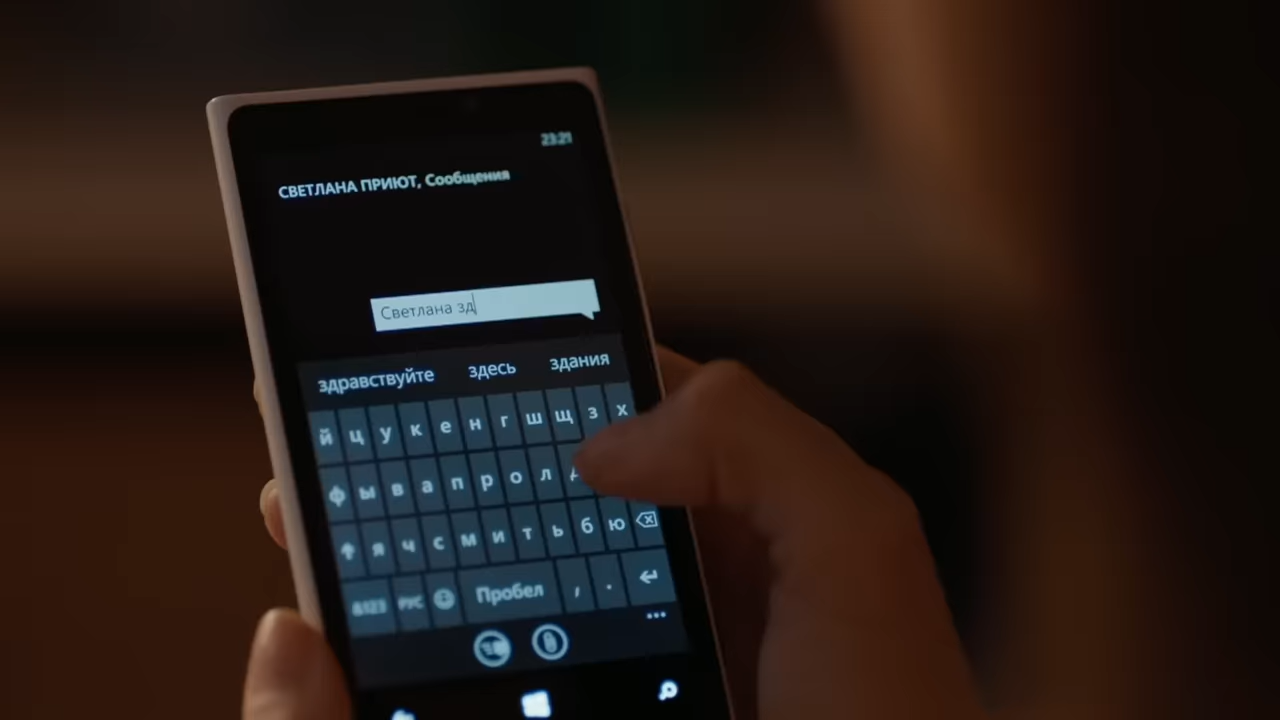 23:21
СВЕТЛАНА ПРИЮТ, Сообщения
Светлана зд
здравствуйте здесь здания
й ц у к е н г ш щ з х
ф ы в а п р о л
я ч с м и т ь б ю
&123 РУС Пробел , .